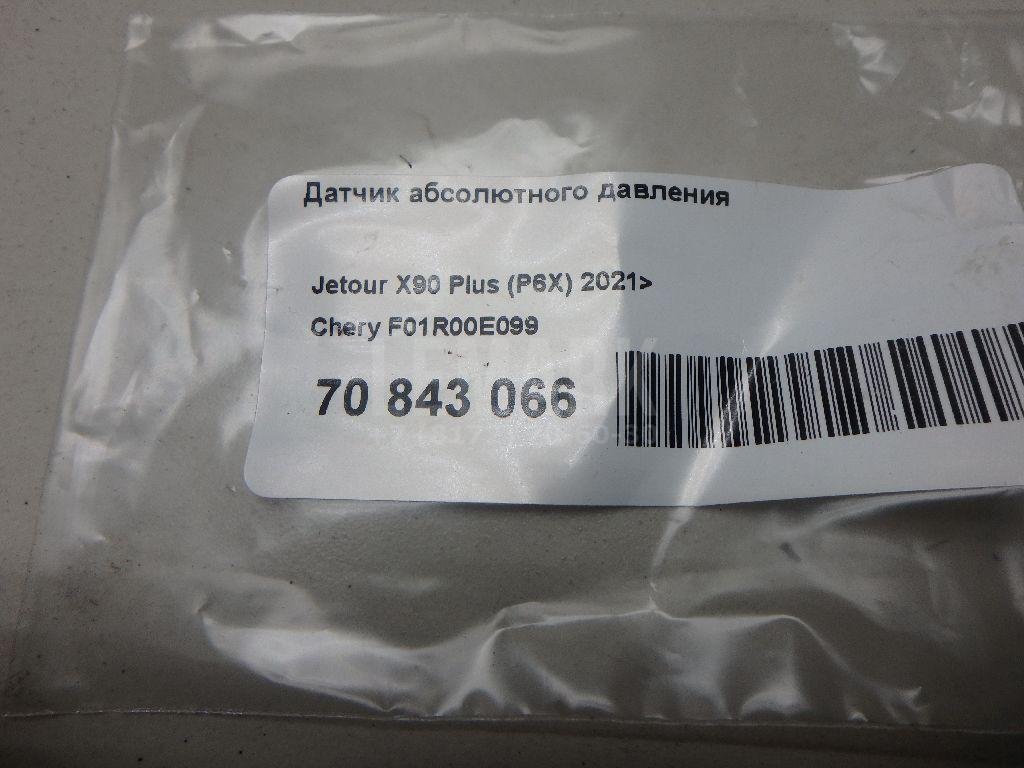 Датчик абсолютного давления
Jetour X90 Plus (P6X) 2021>
Chery F01R00E099
70 843 066